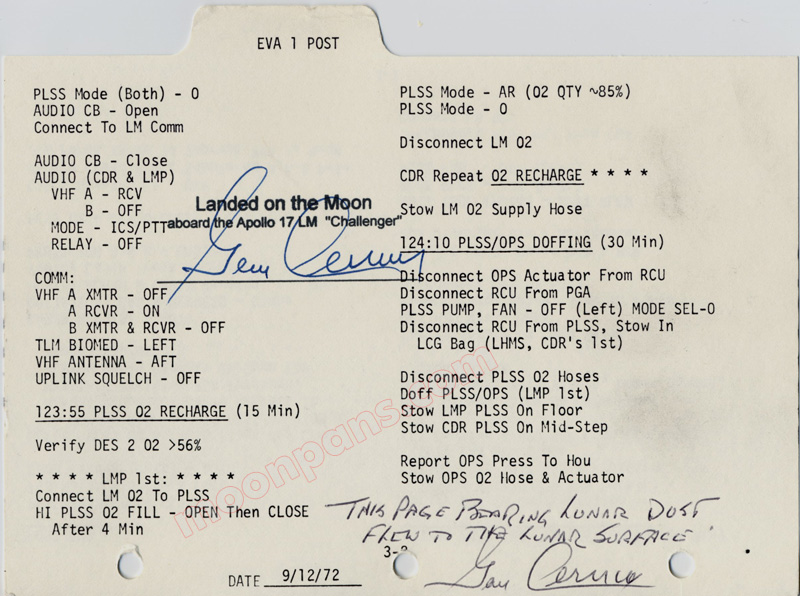 EVA 1 POST
PLSS Mode (Both) - O
AUDIO CB - Open
Connect To LM Comm
AUDIO CB - Close
AUDIO (CDR & LMP)
VHF A - RCV
B - OFF
MODE - ICS/PTT
RELAY - OFF
Landed on the Moon
aboard the Apollo 17 LM "Challenger"
Gene Cernan
COMM:
VHF A XMTR - OFF
A RCVR - ON
B XMTR & RCVR - OFF
TLM BIOMED - LEFT
VHF ANTENNA - AFT
UPLINK SQUELCH - OFF
123:55 PLSS O2 RECHARGE (15 Min)
Verify DES 2 O2 >56%
* * * * LMP 1st: * * * *
Connect LM O2 To PLSS
HI PLSS O2 FILL - OPEN Then CLOSE
After 4 Min
PLSS Mode - AR (O2 QTY ~85%)
PLSS Mode - O
Disconnect LM O2
CDR Repeat O2 RECHARGE * * * *
Stow LM O2 Supply Hose
124:10 PLSS/OPS DOFFING (30 Min)
Disconnect OPS Actuator From RCU
Disconnect RCU From PGA
PLSS PUMP, FAN - OFF (Left) MODE SEL-O
Disconnect RCU From PLSS, Stow In
LCG Bag (LHMS, CDR's 1st)
Disconnect PLSS O2 Hoses
Doff PLSS/OPS (LMP 1st)
Stow LMP PLSS On Floor
Stow CDR PLSS On Mid-Step
Report OPS Press To Hou
Stow OPS O2 Hose & Actuator
THIS PAGE BEARING LUNAR DUST
FLEW TO THE LUNAR SURFACE.
Gene Cernan
DATE 9/12/72
moonpans.com